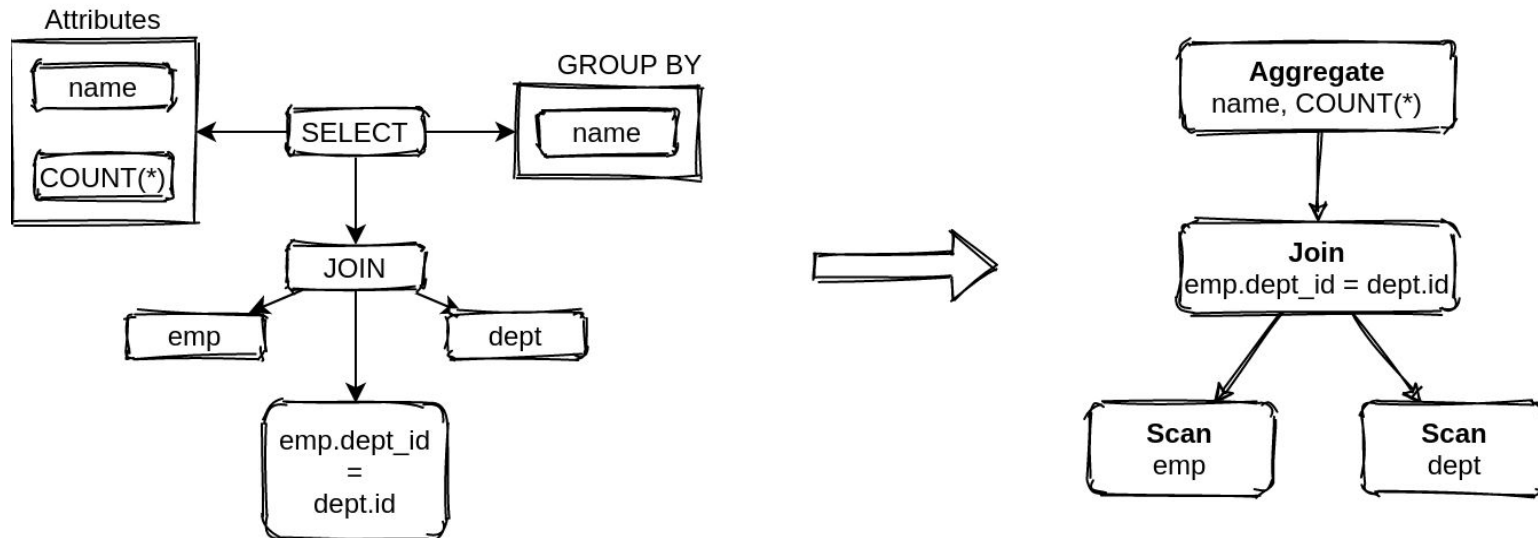 Attributes
name
COUNT(*)
SELECT
GROUP BY
name
JOIN
emp
dept
emp.dept_id
=
dept.id
Aggregate
name, COUNT(*)
Join
emp.dept_id = dept.id
Scan
emp
Scan
dept